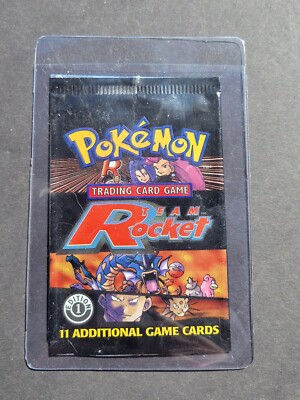 POKéMON
R
TRADING CARD GAME
TEAM
Rocket
EDITION
1
11 ADDITIONAL GAME CARDS